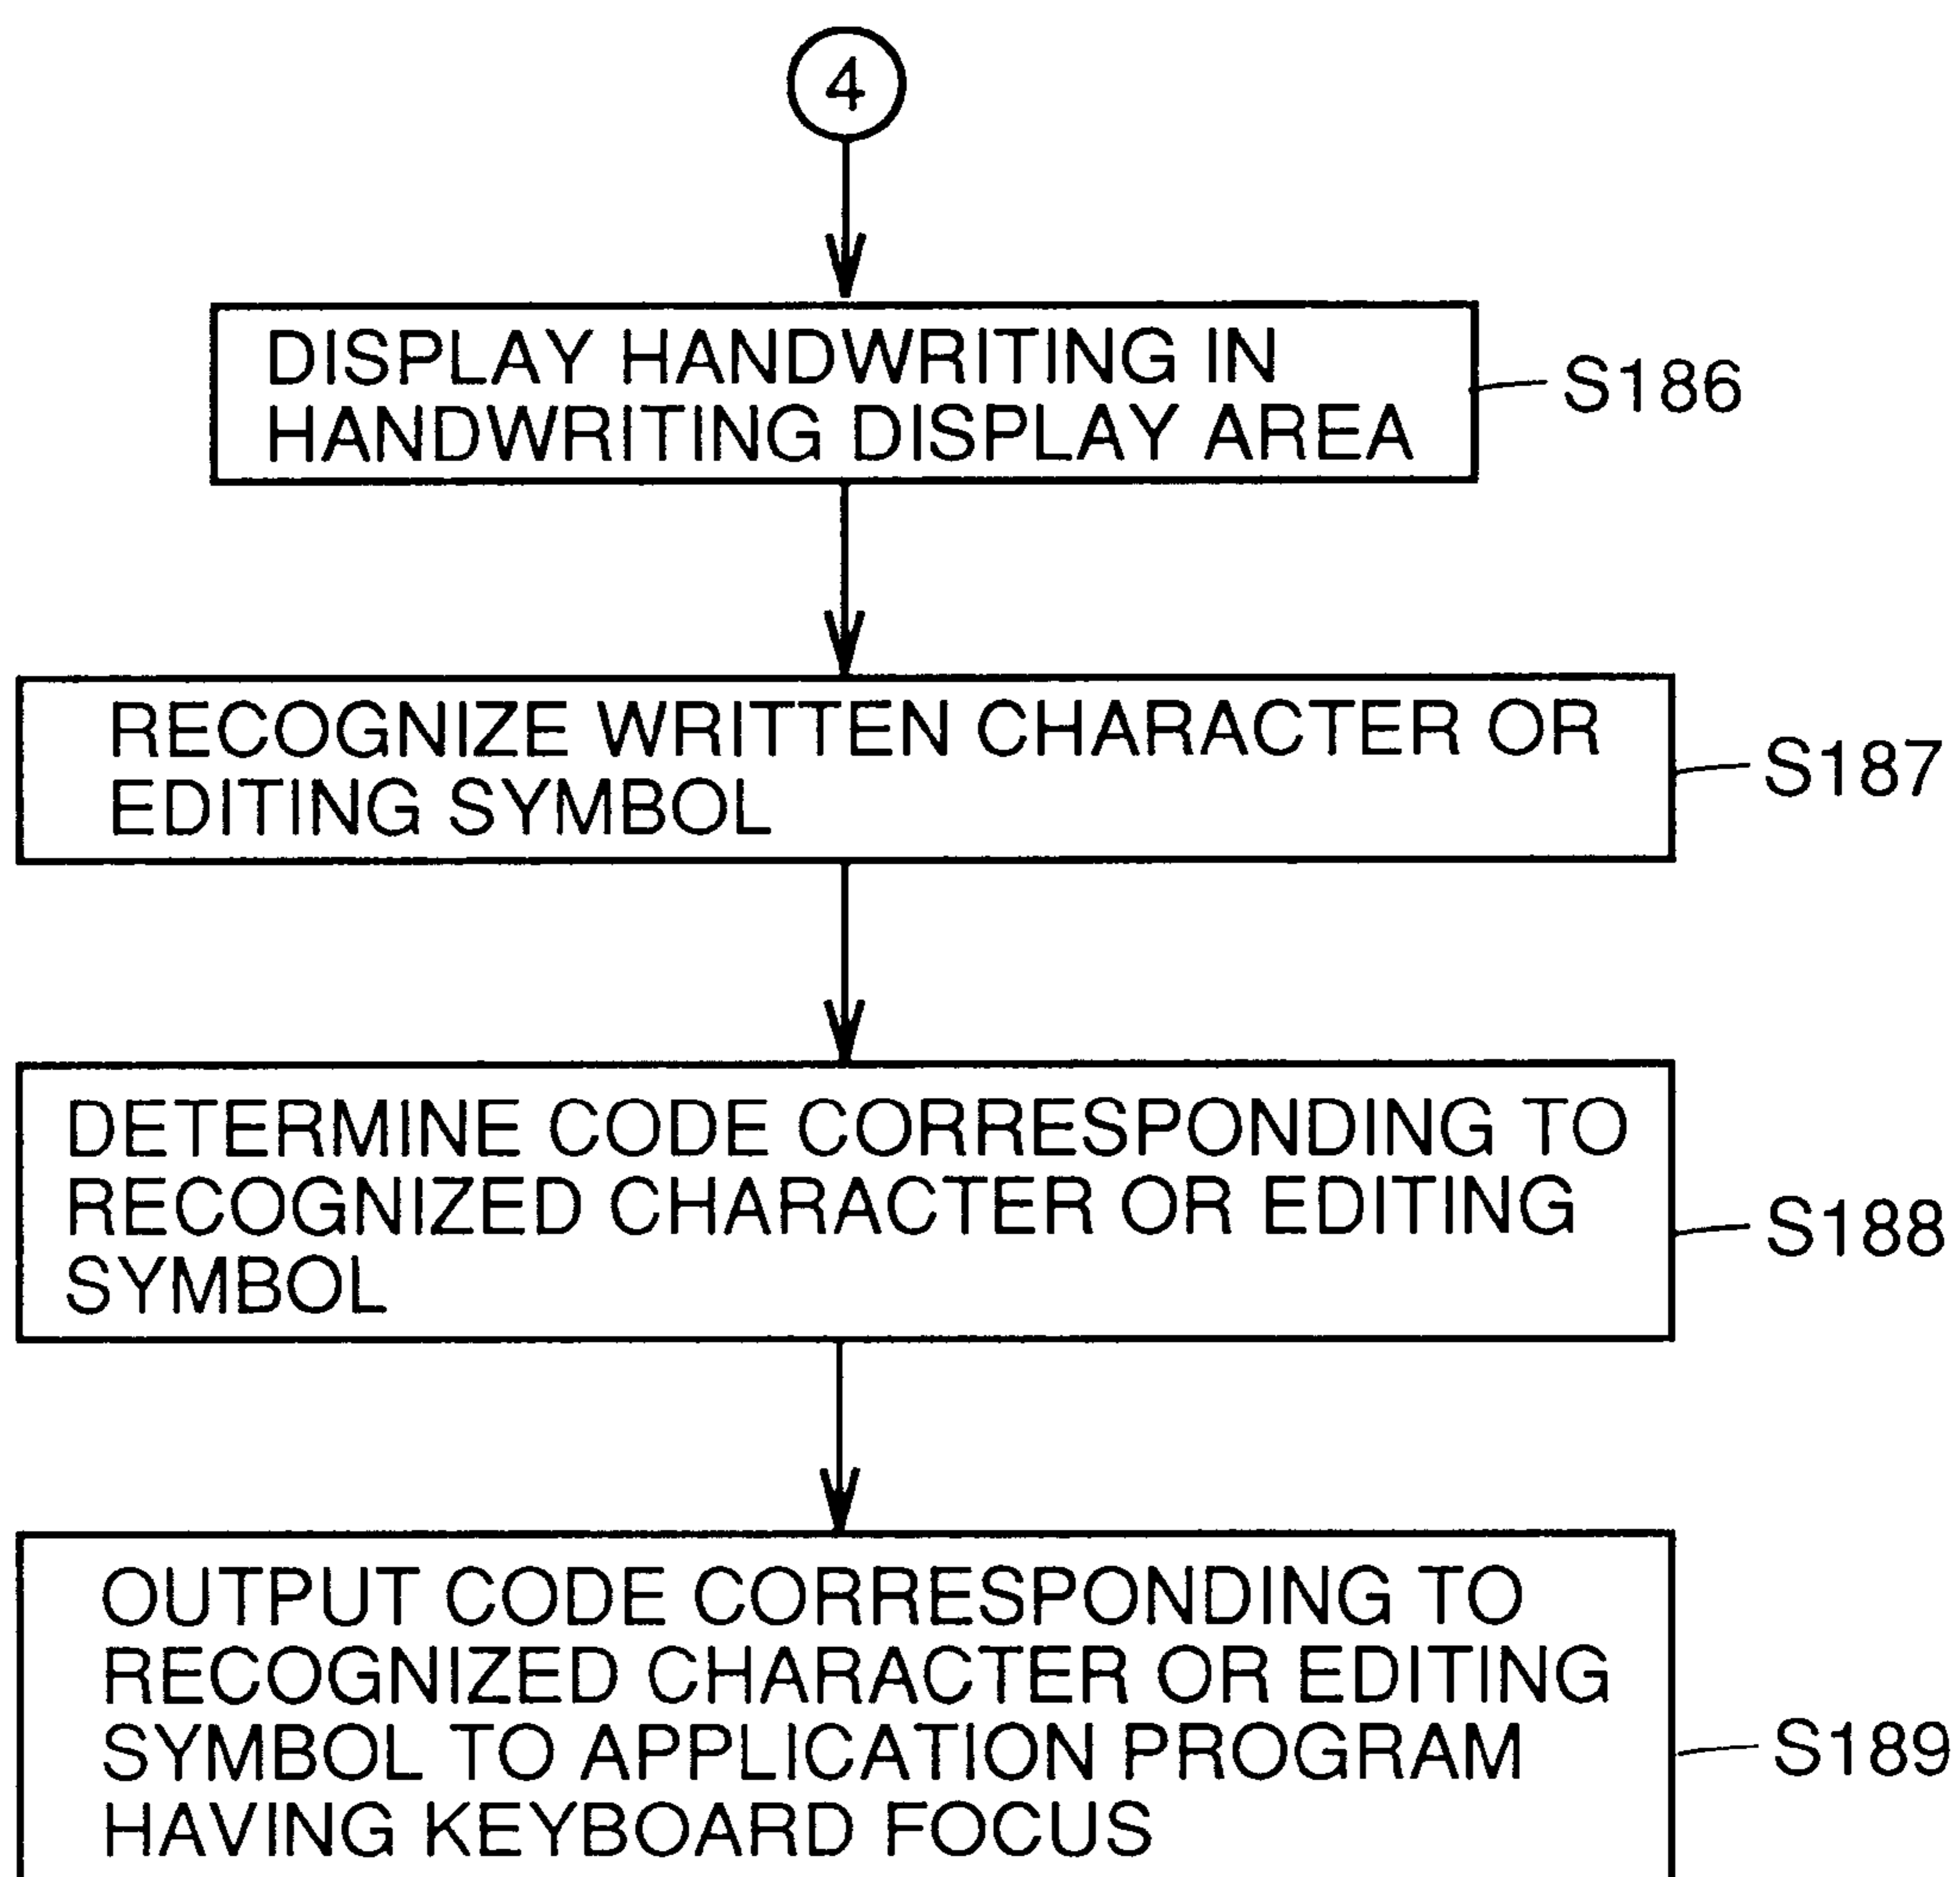 4
DISPLAY HANDWRITING IN
HANDWRITING DISPLAY AREA
S186
RECOGNIZE WRITTEN CHARACTER OR
EDITING SYMBOL
S187
DETERMINE CODE CORRESPONDING TO
RECOGNIZED CHARACTER OR EDITING
SYMBOL
S188
OUTPUT CODE CORRESPONDING TO
RECOGNIZED CHARACTER OR EDITING
SYMBOL TO APPLICATION PROGRAM
HAVING KEYBOARD FOCUS
S189